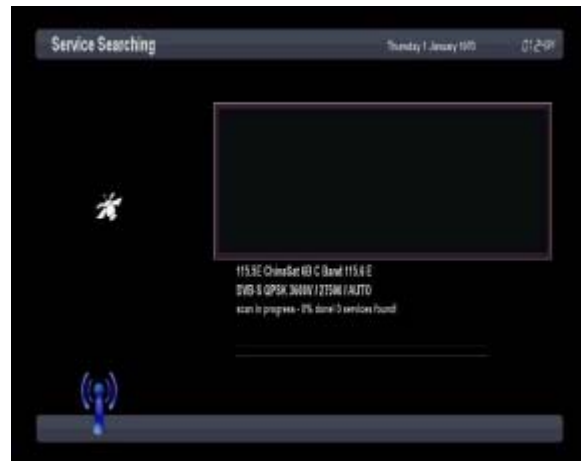 Service Searching
Thursday 1 January 1970
115.5E ChinaSat 6B C Band 115.5 E
DVB-S QPSK 3600V / 27500 / AUTO
scan in progress - 0% done! 0 services found!